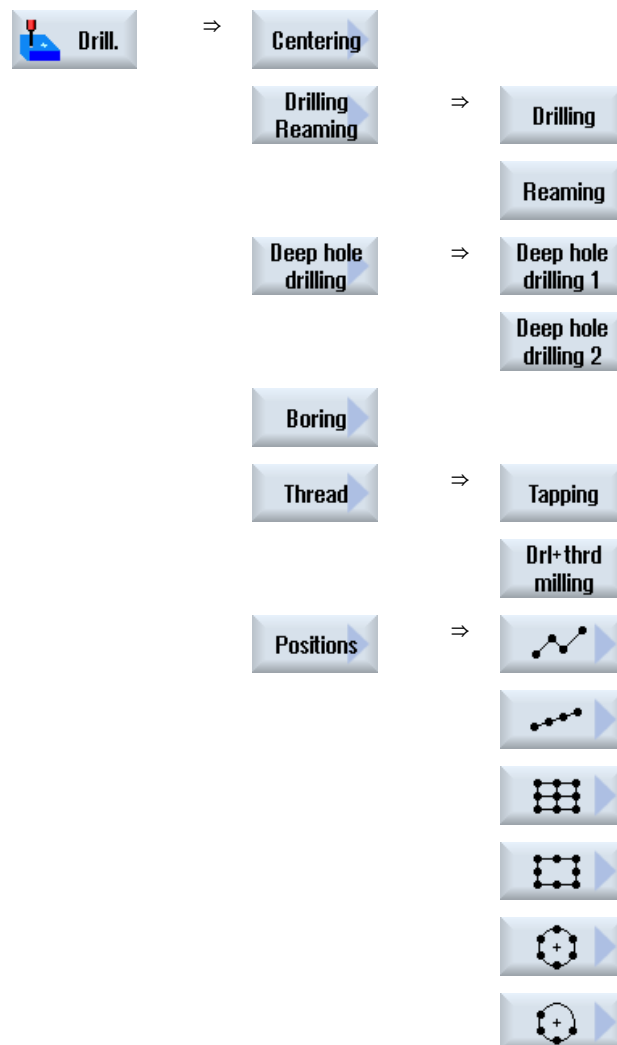 Drill.
⇒
Centering
Drilling
Reaming
⇒
Drilling
Reaming
Deep hole
drilling
⇒
Deep hole
drilling 1
Deep hole
drilling 2
Boring
Thread
⇒
Tapping
Drl+thrd
milling
Positions
⇒